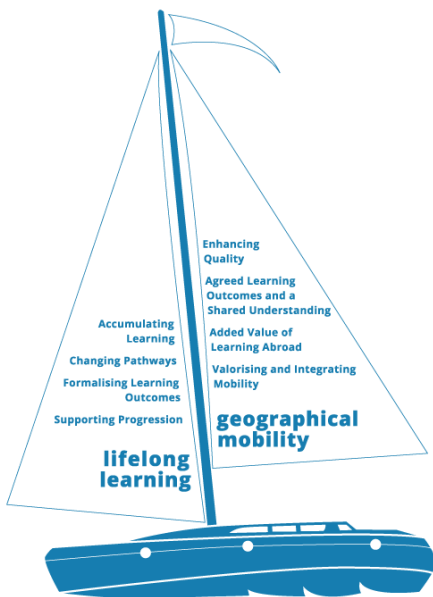 Enhancing
Quality
Agreed Learning
Outcomes and a
Shared Understanding
Added Value of
Learning Abroad
Valorising and Integrating
Mobility
geographical
mobility
Accumulating
Learning
Changing Pathways
Formalising Learning
Outcomes
Supporting Progression
lifelong
learning